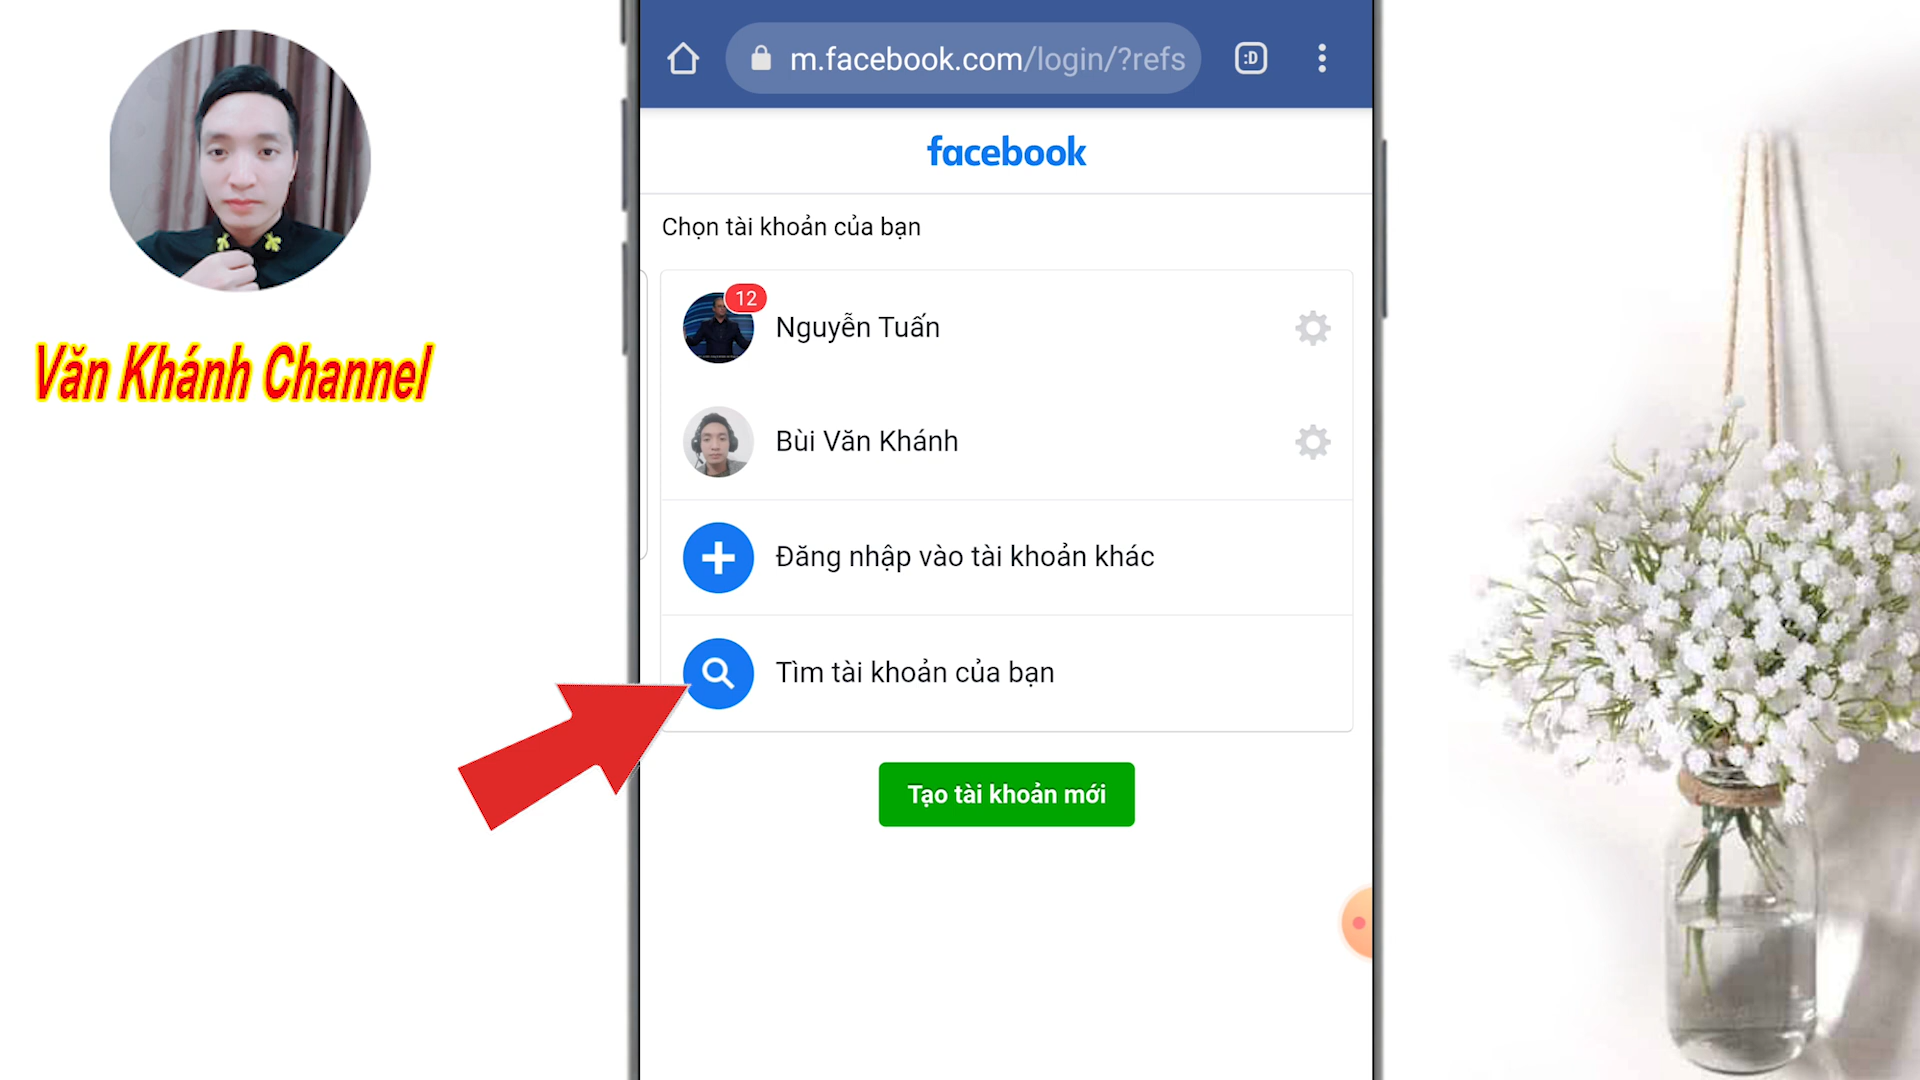 m.facebook.com/login/?refs
:D
facebook
Chọn tài khoản của bạn
12
Nguyễn Tuấn
Bùi Văn Khánh
Đăng nhập vào tài khoản khác
Tìm tài khoản của bạn
Tạo tài khoản mới
Văn Khánh Channel